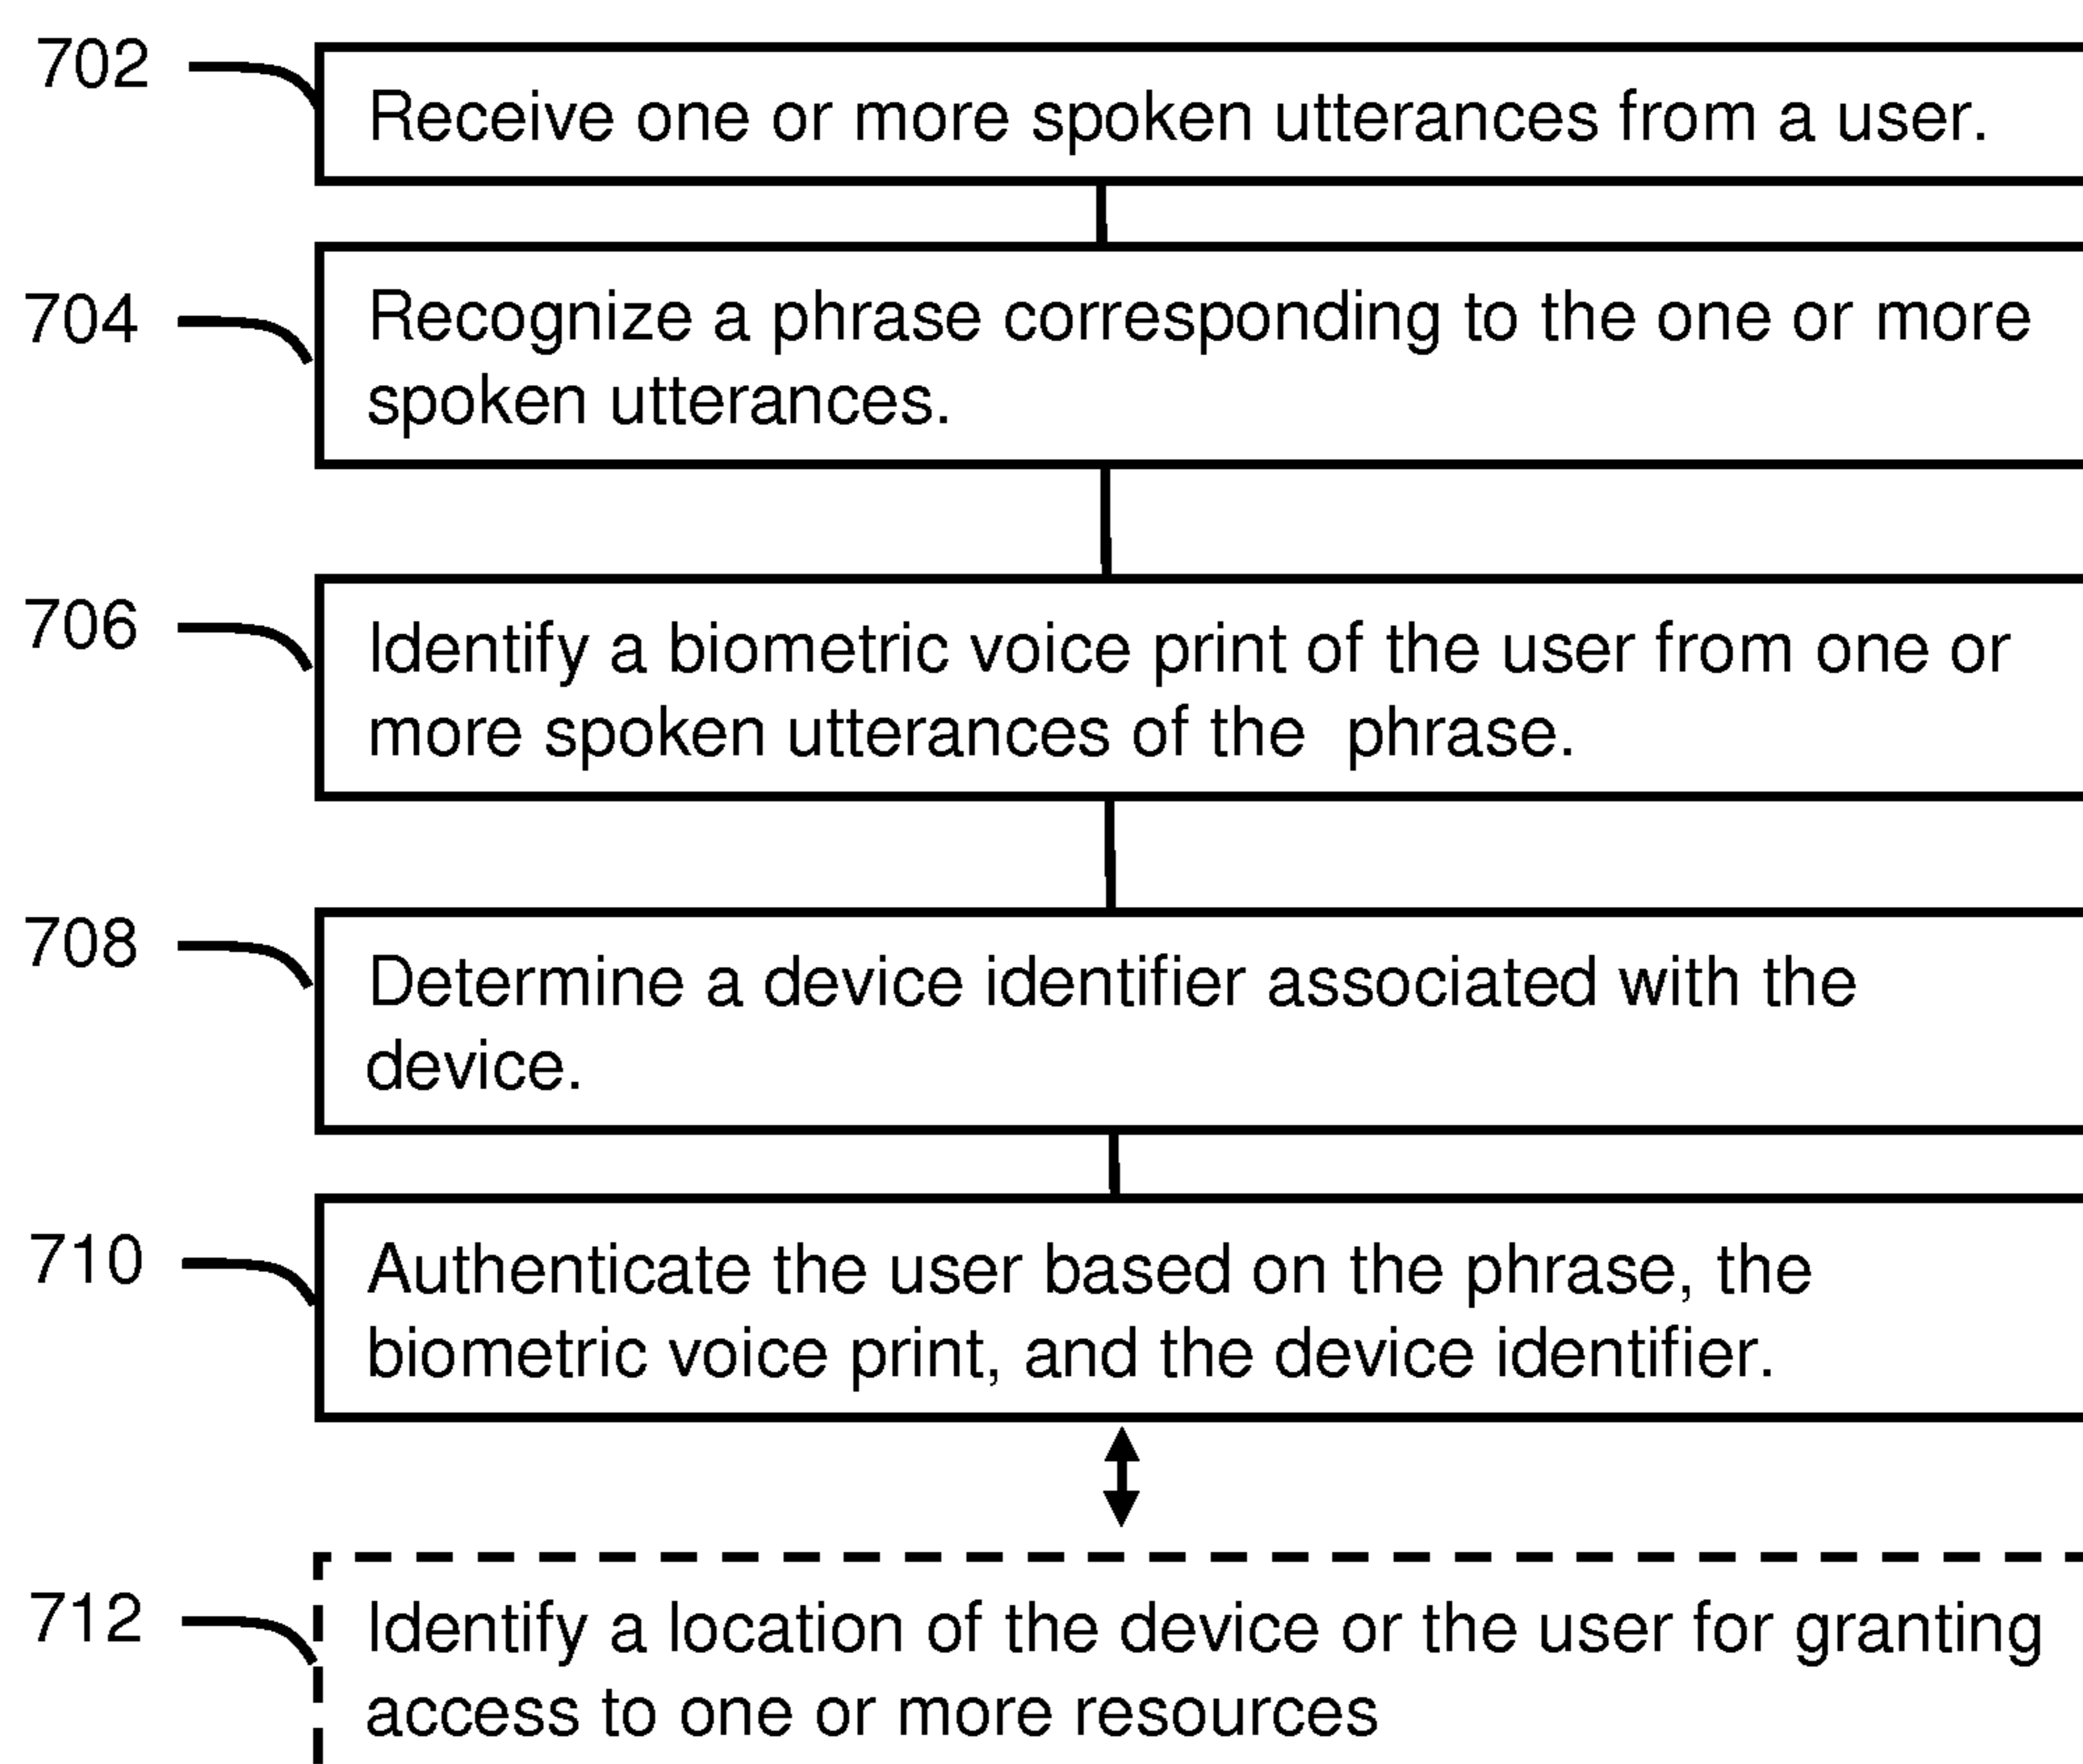 702
Receive one or more spoken utterances from a user.
704
Recognize a phrase corresponding to the one or more
spoken utterances.
706
Identify a biometric voice print of the user from one or
more spoken utterances of the phrase.
708
Determine a device identifier associated with the
device.
710
Authenticate the user based on the phrase, the
biometric voice print, and the device identifier.
712
Identify a location of the device or the user for granting
access to one or more resources